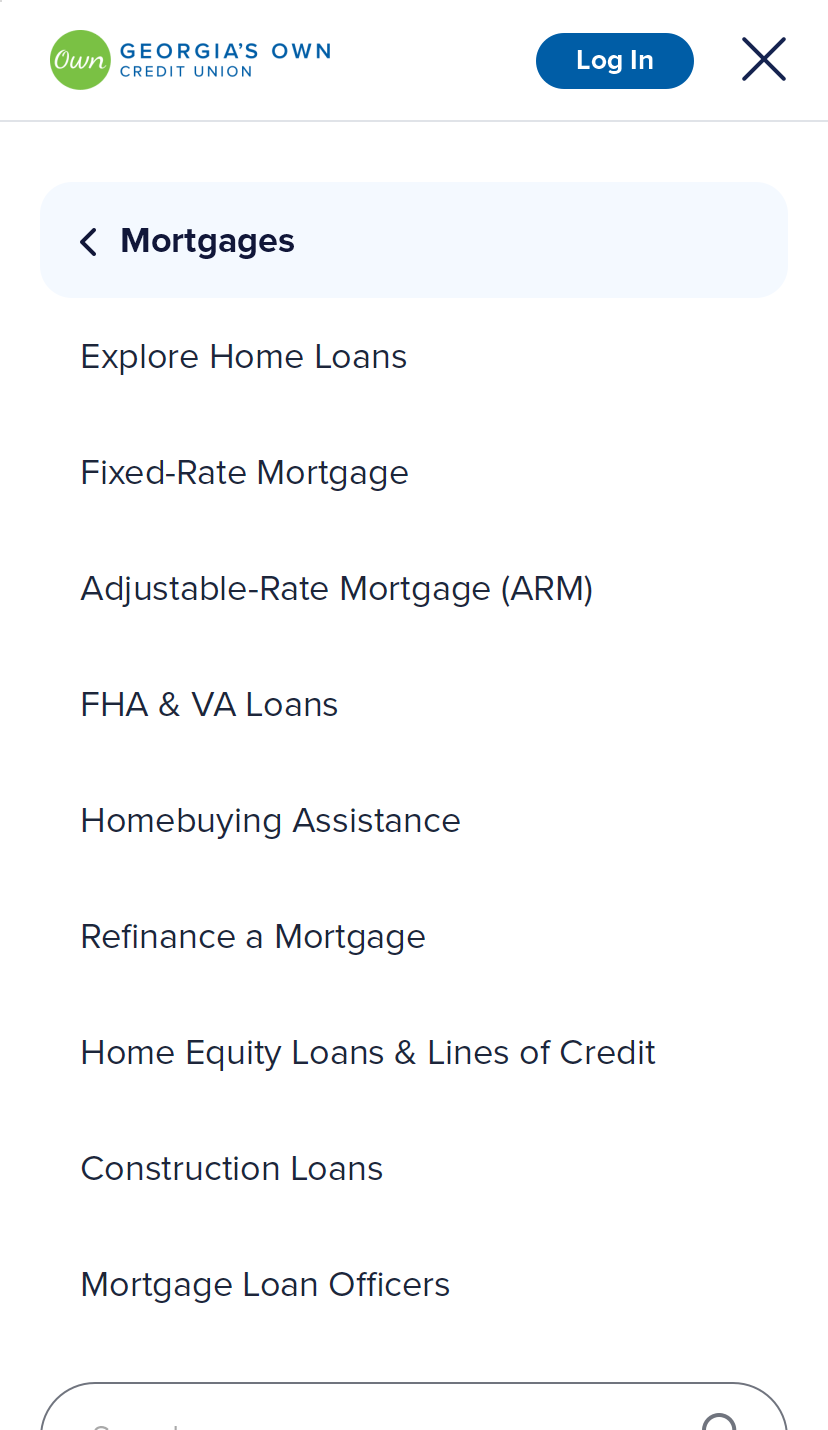 Own GEORGIA'S OWN
CREDIT UNION
Log In
Mortgages
Explore Home Loans
Fixed-Rate Mortgage
Adjustable-Rate Mortgage (ARM)
FHA & VA Loans
Homebuying Assistance
Refinance a Mortgage
Home Equity Loans & Lines of Credit
Construction Loans
Mortgage Loan Officers